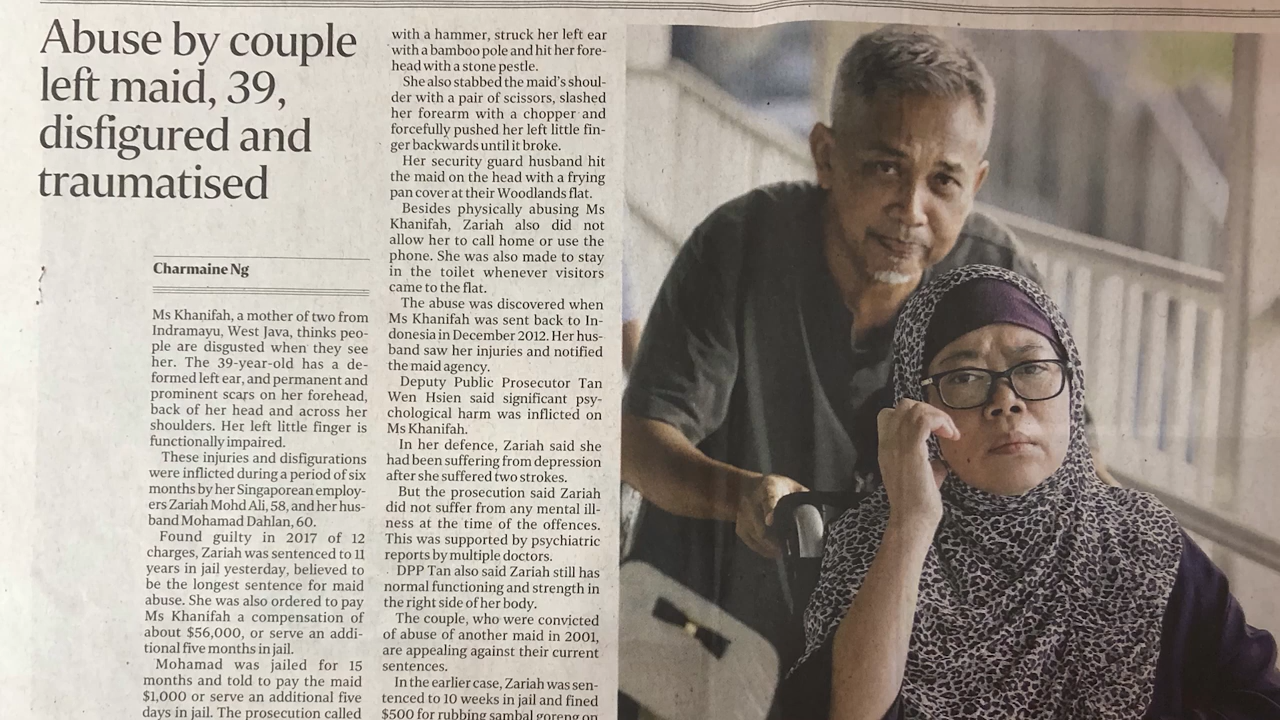 Abuse by couple
left maid, 39,
disfigured and
traumatised
Charmaine Ng
Ms Khanifah, a mother of two from
Indramayu, West Java, thinks peo-
ple are disgusted when they see
her. The 39-year-old has a de-
formed left ear, and permanent and
prominent scars on her forehead,
back of her head and across her
shoulders. Her left little finger is
functionally impaired.
These injuries and disfigurations
were inflicted during a period of six
months by her Singaporean employ-
ers Zariah Mohd Ali, 58, and her hus-
band Mohamad Dahlan, 60.
Found guilty in 2017 of 12
charges, Zariah was sentenced to 11
years in jail yesterday, believed to
be the longest sentence for maid
abuse. She was also ordered to pay
Ms Khanifah a compensation of
about $56,000, or serve an addi-
tional five months in jail.
Mohamad was jailed for 15
months and told to pay the maid
$1,000 or serve an additional five
days in jail. The prosecution called
with a hammer, struck her left ear
with a bamboo pole and hit her fore-
head with a stone pestle.
She also stabbed the maid's shoul-
der with a pair of scissors, slashed
her forearm with a chopper and
forcefully pushed her left little fin-
ger backwards until it broke.
Her security guard husband hit
the maid on the head with a frying
pan cover at their Woodlands flat.
Besides physically abusing Ms
Khanifah, Zariah also did not
allow her to call home or use the
phone. She was also made to stay
in the toilet whenever visitors
came to the flat.
The abuse was discovered when
Ms Khanifah was sent back to In-
donesia in December 2012. Her hus-
band saw her injuries and notified
the maid agency.
Deputy Public Prosecutor Tan
Wen Hsien said significant psy-
chological harm was inflicted on
Ms Khanifah.
In her defence, Zariah said she
had been suffering from depression
after she suffered two strokes.
But the prosecution said Zariah
did not suffer from any mental ill-
ness at the time of the offences.
This was supported by psychiatric
reports by multiple doctors.
DPP Tan also said Zariah still has
normal functioning and strength in
the right side of her body.
The couple, who were convicted
of abuse of another maid in 2001,
are appealing against their current
sentences.
In the earlier case, Zariah was sen-
tenced to 10 weeks in jail and fined
$500 for rubbing sambal goreng on